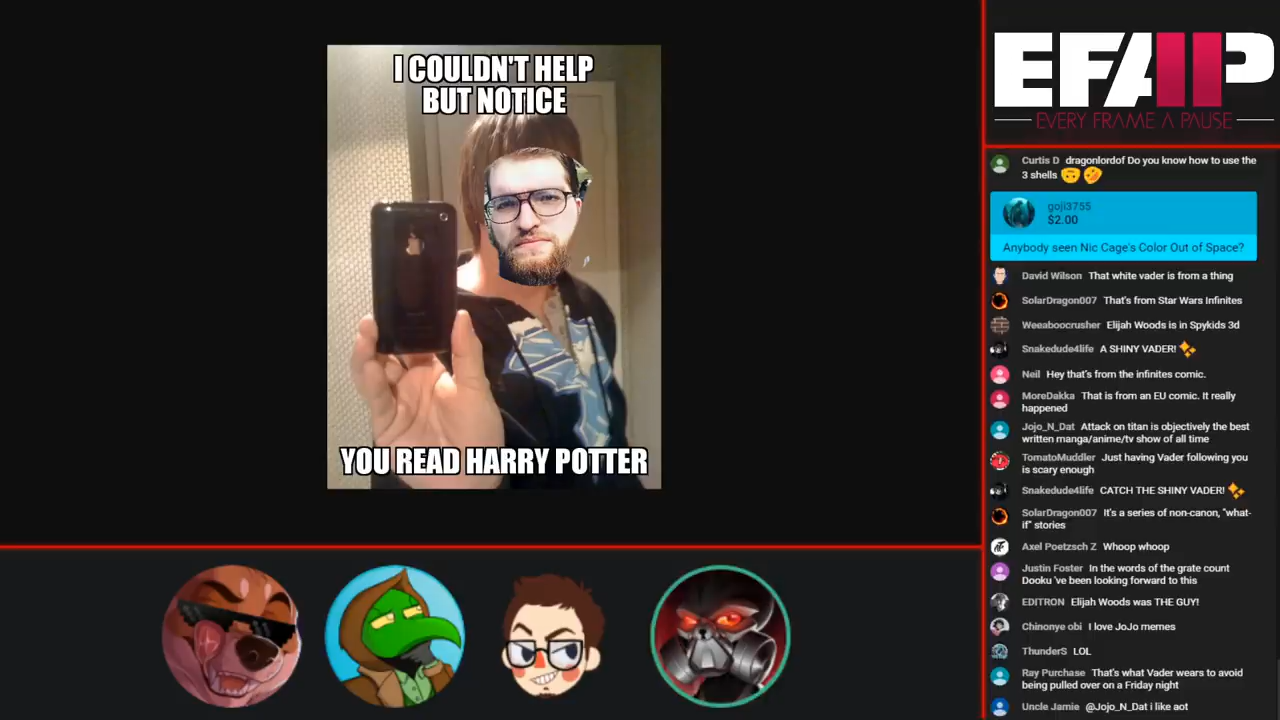 I COULDN'T HELP
BUT NOTICE
YOU READ HARRY POTTER
EFAP
EVERY FRAME A PAUSE
Curtis D dragonlordof Do you know how to use the
3 shells
goji3755
$2.00
Anybody seen Nic Cage's Color Out of Space?
David Wilson That white vader is from a thing
SolarDragon007 That's from Star Wars Infinites
Weeaboocrusher Elijah Woods is in Spykids 3d
Snakedude4life A SHINY VADER!
Neil Hey that's from the infinites comic.
MoreDakka That is from an EU comic. It really
happened
Jojo_N_Dat Attack on titan is objectively the best
written manga/anime/tv show of all time
TomatoMuddler Just having Vader following you
is scary enough
Snakedude4life CATCH THE SHINY VADER!
SolarDragon007 It's a series of non-canon, "what-
if" stories
Axel Poetzsch Z Whoop whoop
Justin Foster In the words of the grate count
Dooku 've been looking forward to this
EDITRON Elijah Woods was THE GUY!
Chinonye obi I love JoJo memes
ThunderS LOL
Ray Purchase That's what Vader wears to avoid
being pulled over on a Friday night
Uncle Jamie @Jojo_N_Dat i like aot